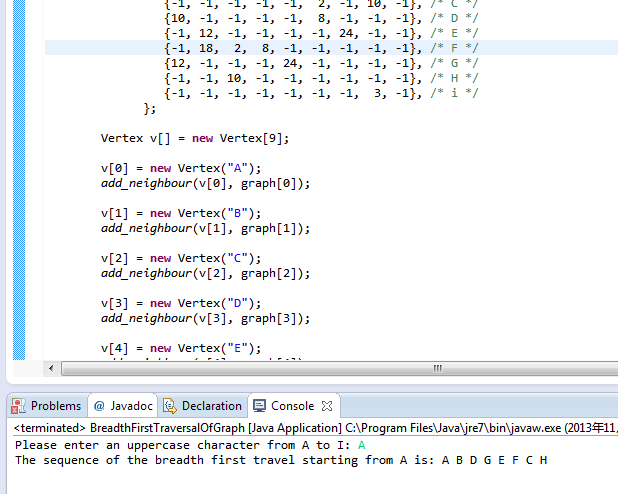 {-1, -1, -1, -1, -1, 2, -1, 10, -1}, /* C */
{10, -1, -1, -1, -1, 8, -1, -1, -1}, /* D */
{-1, 12, -1, -1, -1, -1, 24, -1, -1}, /* E */
{-1, 18, 2, 8, -1, -1, -1, -1, -1}, /* F */
{12, -1, -1, -1, 24, -1, -1, -1, -1}, /* G */
{-1, -1, 10, -1, -1, -1, -1, -1, -1}, /* H */
{-1, -1, -1, -1, -1, -1, -1, 3, -1}, /* i */
};
Vertex v[] = new Vertex[9];
v[0] = new Vertex("A");
add_neighbour(v[0], graph[0]);
v[1] = new Vertex("B");
add_neighbour(v[1], graph[1]);
v[2] = new Vertex("C");
add_neighbour(v[2], graph[2]);
v[3] = new Vertex("D");
add_neighbour(v[3], graph[3]);
v[4] = new Vertex("E");
Problems @ Javadoc Declaration Console
<terminated> BreadthFirstTraversalOfGraph [Java Application] C:\Program Files\Java\jre7\bin\javaw.exe (2013年11,
Please enter an uppercase character from A to I: A
The sequence of the breadth first travel starting from A is: A B D G E F C H